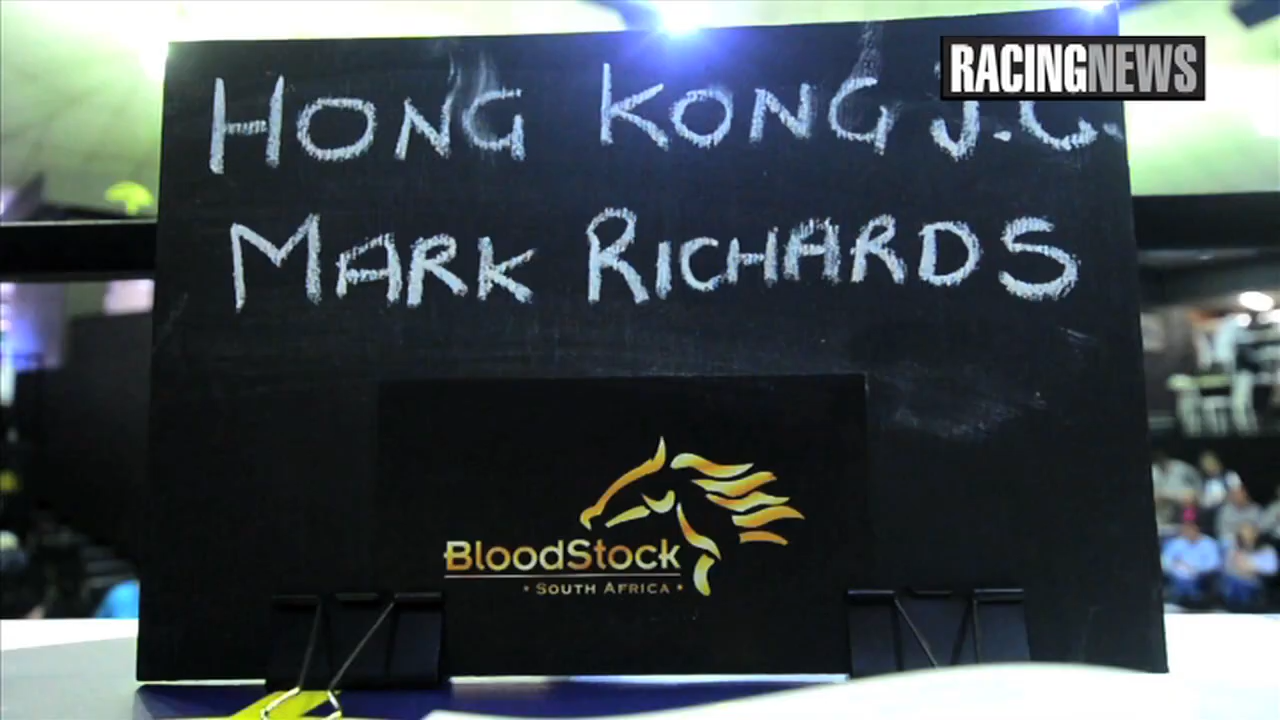 RACINGNEWS
HONG KONG J.C.
MARK RICHARDS
BLOODSTOCK
• SOUTH AFRICA •